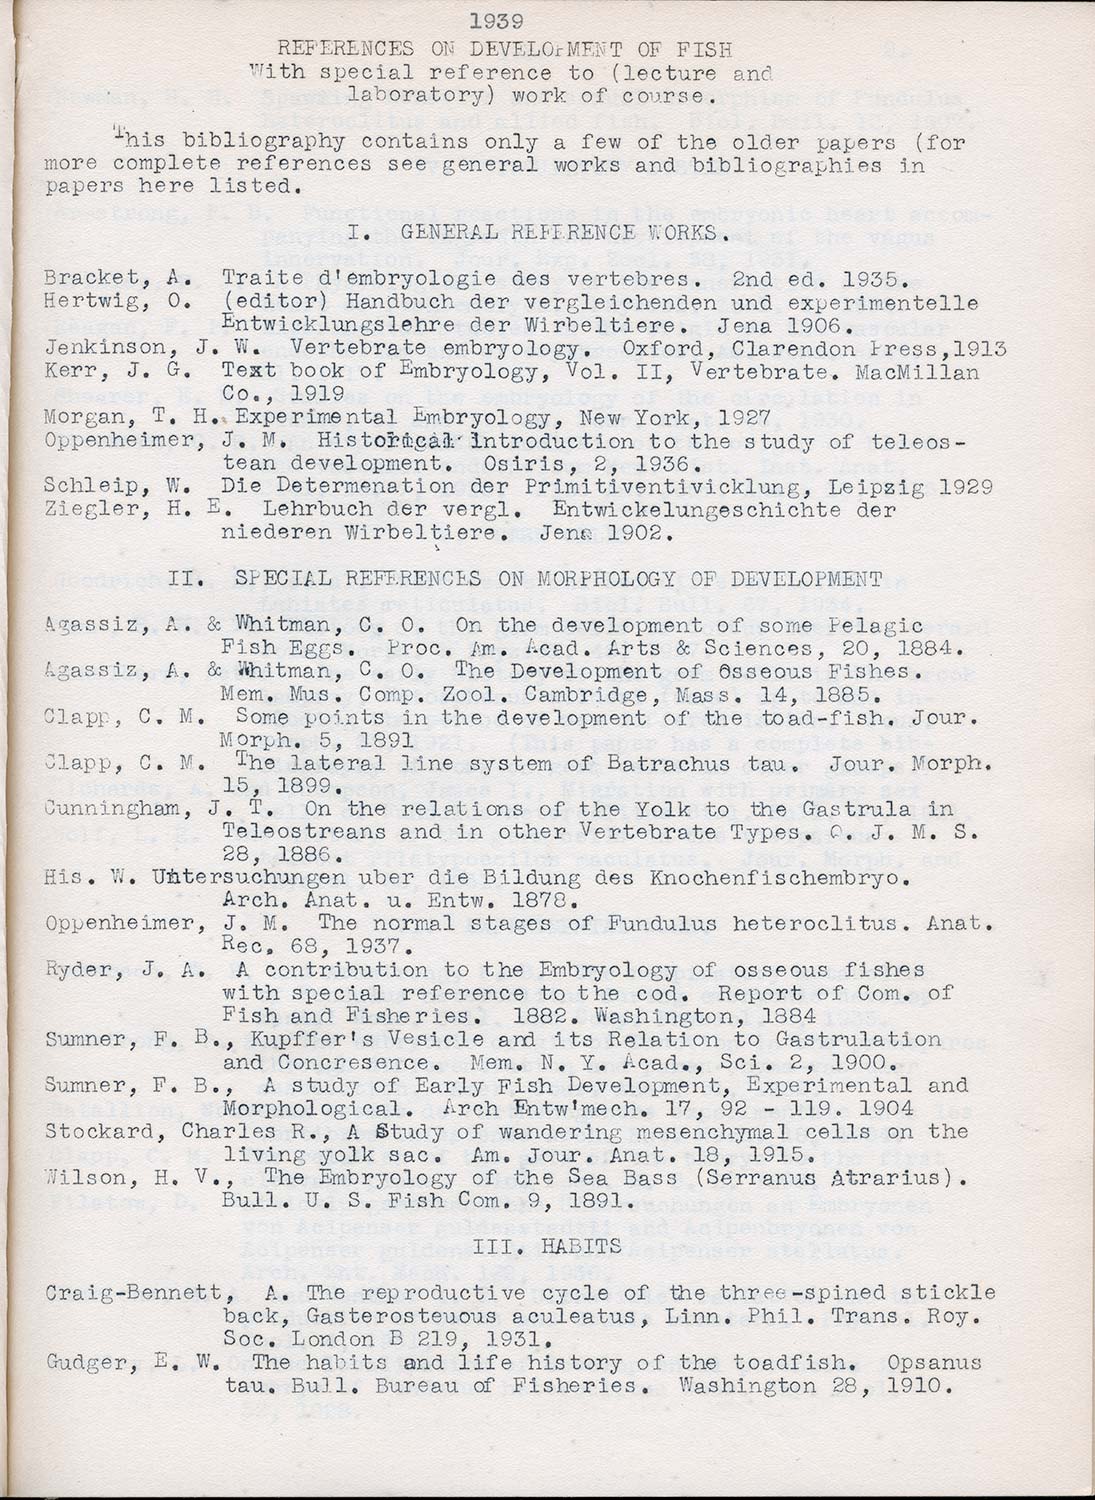 1939
REFERENCES ON DEVELOPMENT OF FISH
With special reference to (lecture and
laboratory) work of course.
This bibliography contains only a few of the older papers (for
more complete references see general works and bibliographies in
papers here listed.
I. GENERAL REFERENCE WORKS.
Bracket, A. Traite d'embryologie des vertebres. 2nd ed. 1935.
Hertwig, O. (editor) Handbuch der vergleichenden und experimentelle
Entwicklungslehre der Wirbeltiere. Jena 1906.
Jenkinson, J. W. Vertebrate embryology. Oxford, Clarendon Press,1913
Kerr, J. G. Text book of Embryology, Vol. II, Vertebrate. MacMillan
Co., 1919
Morgan, T. H. Experimental Embryology, New York, 1927
Oppenheimer, J. M. Historical Introduction to the study of teleos-
tean development. Osiris, 2, 1936.
Schleip, W. Die Determenation der Primitiventivicklung, Leipzig 1929
Ziegler, H. E. Lehrbuch der vergl. Entwickelungeschichte der
niederen Wirbeltiere. Jena 1902.
II. SPECIAL REFERENCES ON MORPHOLOGY OF DEVELOPMENT
Agassiz, A. & Whitman, C. O. On the development of some Pelagic
Fish Eggs. Proc. Am. Acad. Arts & Sciences, 20, 1884.
Agassiz, A. & Whitman, C. O. The Development of Osseous Fishes.
Mem. Mus. Comp. Zool. Cambridge, Mass. 14, 1885.
Clapp, C. M. Some points in the development of the toad-fish. Jour.
Morph. 5, 1891
Clapp, C. M. The lateral line system of Batrachus tau. Jour. Morph.
15, 1899.
Cunningham, J. T. On the relations of the Yolk to the Gastrula in
Teleostreans and in other Vertebrate Types. Q. J. M. S.
28, 1886.
His. W. Untersuchungen uber die Bildung des Knochenfischembryo.
Arch. Anat. u. Entw. 1878.
Oppenheimer, J. M. The normal stages of Fundulus heteroclitus. Anat.
Rec. 68, 1937.
Ryder, J. A. A contribution to the Embryology of osseous fishes
with special reference to the cod. Report of Com. of
Fish and Fisheries. 1882. Washington, 1884
Sumner, F. B., Kupffer's Vesicle and its Relation to Gastrulation
and Concresence. Mem. N. Y. Acad., Sci. 2, 1900.
Sumner, F. B., A study of Early Fish Development, Experimental and
Morphological. Arch Entw'mech. 17, 92 - 119. 1904
Stockard, Charles R., A Study of wandering mesenchymal cells on the
living yolk sac. Am. Jour. Anat. 18, 1915.
Wilson, H. V., The Embryology of the Sea Bass (Serranus Atrarius).
Bull. U. S. Fish Com. 9, 1891.
III. HABITS
Craig-Bennett, A. The reproductive cycle of the three-spined stickle
back, Gasterosteuous aculeatus, Linn. Phil. Trans. Roy.
Soc. London B 219, 1931.
Gudger, E. W. The habits and life history of the toadfish. Opsanus
tau. Bull. Bureau of Fisheries. Washington 28, 1910.